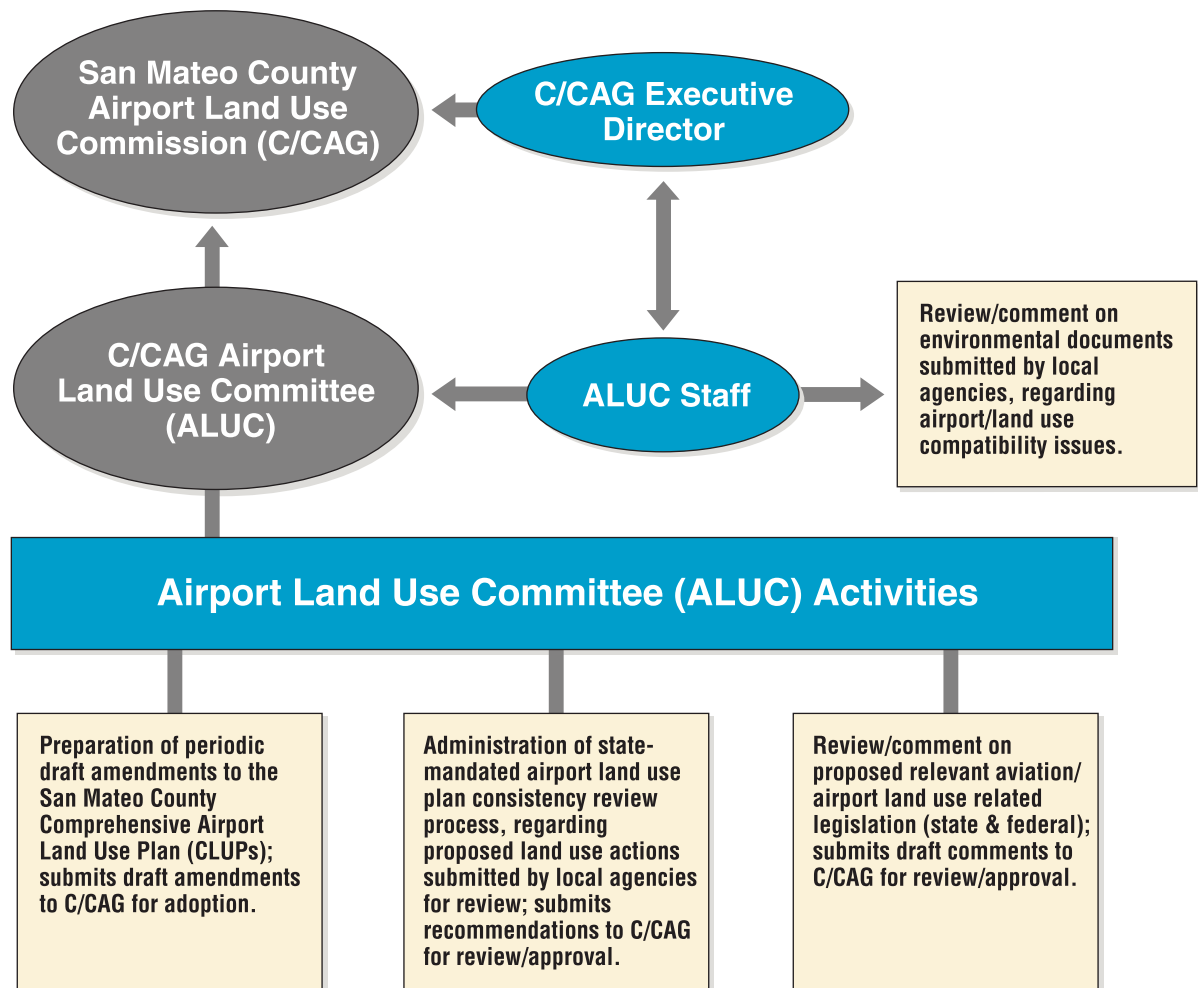 San Mateo County
Airport Land Use
Commission (C/CAG)
C/CAG Executive
Director
C/CAG Airport
Land Use Committee
(ALUC)
ALUC Staff
Review/comment on
environmental documents
submitted by local
agencies, regarding
airport/land use
compatibility issues.
Airport Land Use Committee (ALUC) Activities
Preparation of periodic
draft amendments to the
San Mateo County
Comprehensive Airport
Land Use Plan (CLUPs);
submits draft amendments
to C/CAG for adoption.
Administration of state-
mandated airport land use
plan consistency review
process, regarding
proposed land use actions
submitted by local agencies
for review; submits
recommendations to C/CAG
for review/approval.
Review/comment on
proposed relevant aviation/
airport land use related
legislation (state & federal);
submits draft comments to
C/CAG for review/approval.